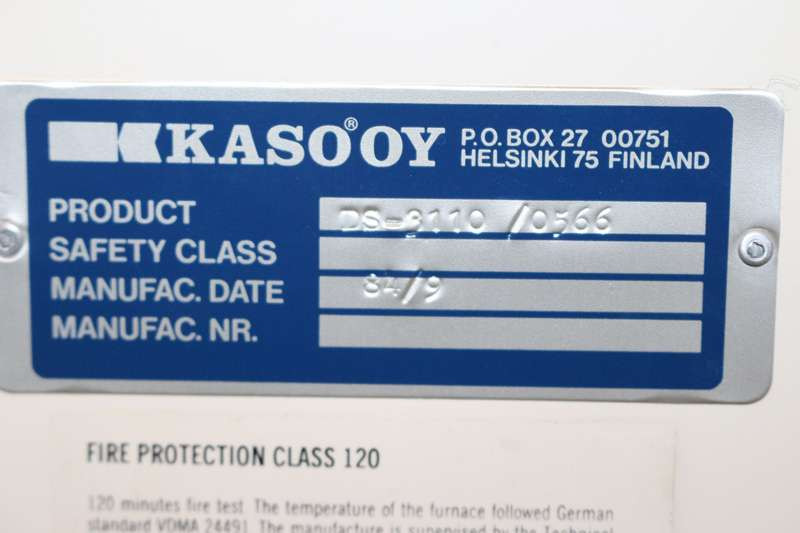 KASO® OY P.O. BOX 27 00751
HELSINKI 75 FINLAND
PRODUCT DS-3110 /0566
SAFETY CLASS
MANUFAC. DATE 84/9
MANUFAC. NR.
FIRE PROTECTION CLASS 120
120 minutes fire test. The temperature of the furnace followed German
standard VDMA 24491. The manufacture is supervised by the Technical